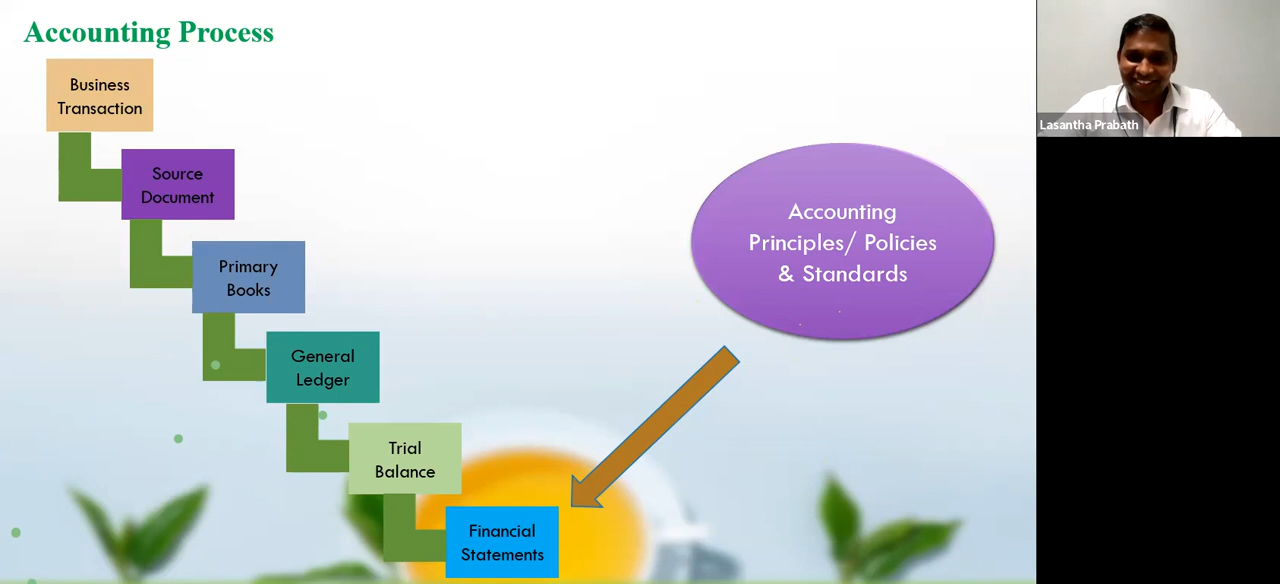 Accounting Process
Business
Transaction
Source
Document
Primary
Books
General
Ledger
Trial
Balance
Financial
Statements
Accounting
Principles/ Policies
& Standards
Lasantha Prabath